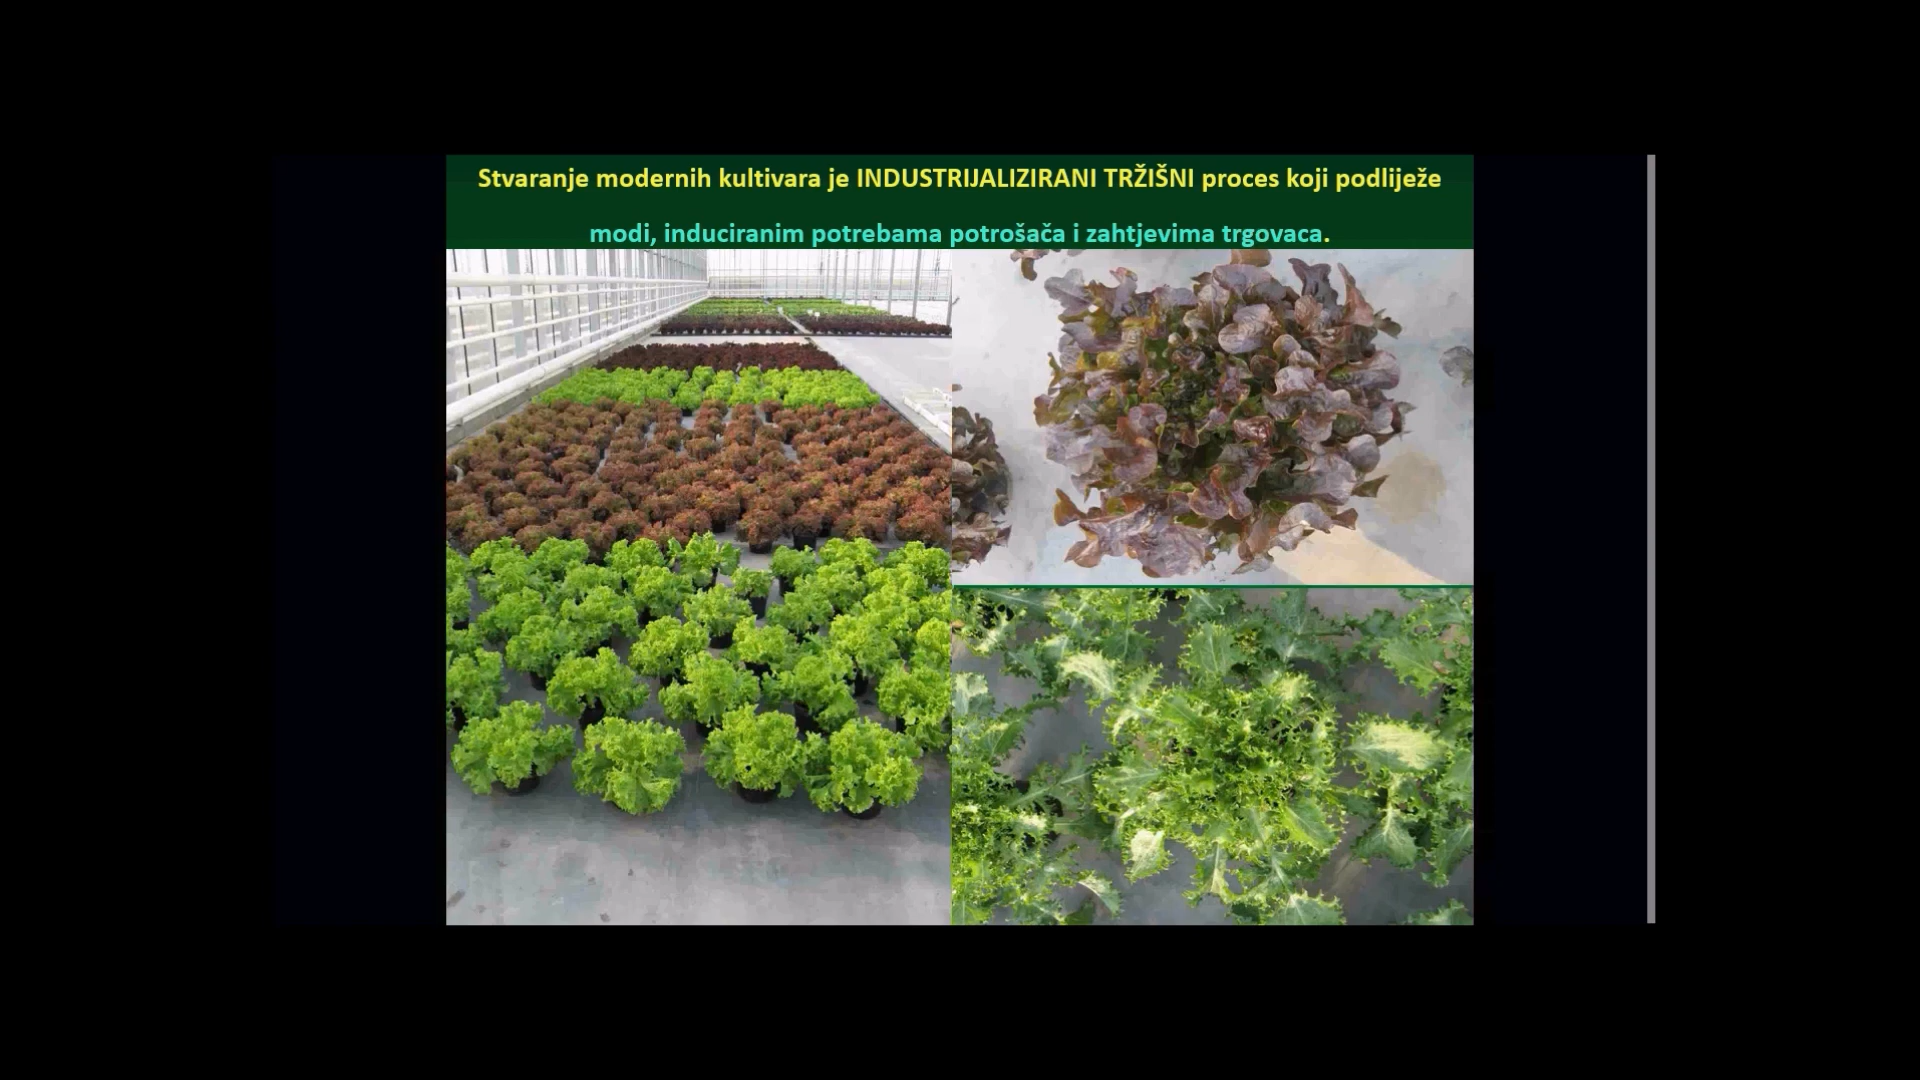 Stvaranje modernih kultivara je INDUSTRIJALIZIRANI TRŽIŠNI proces koji podliježe
modi, induciranim potrebama potrošača i zahtjevima trgovaca.